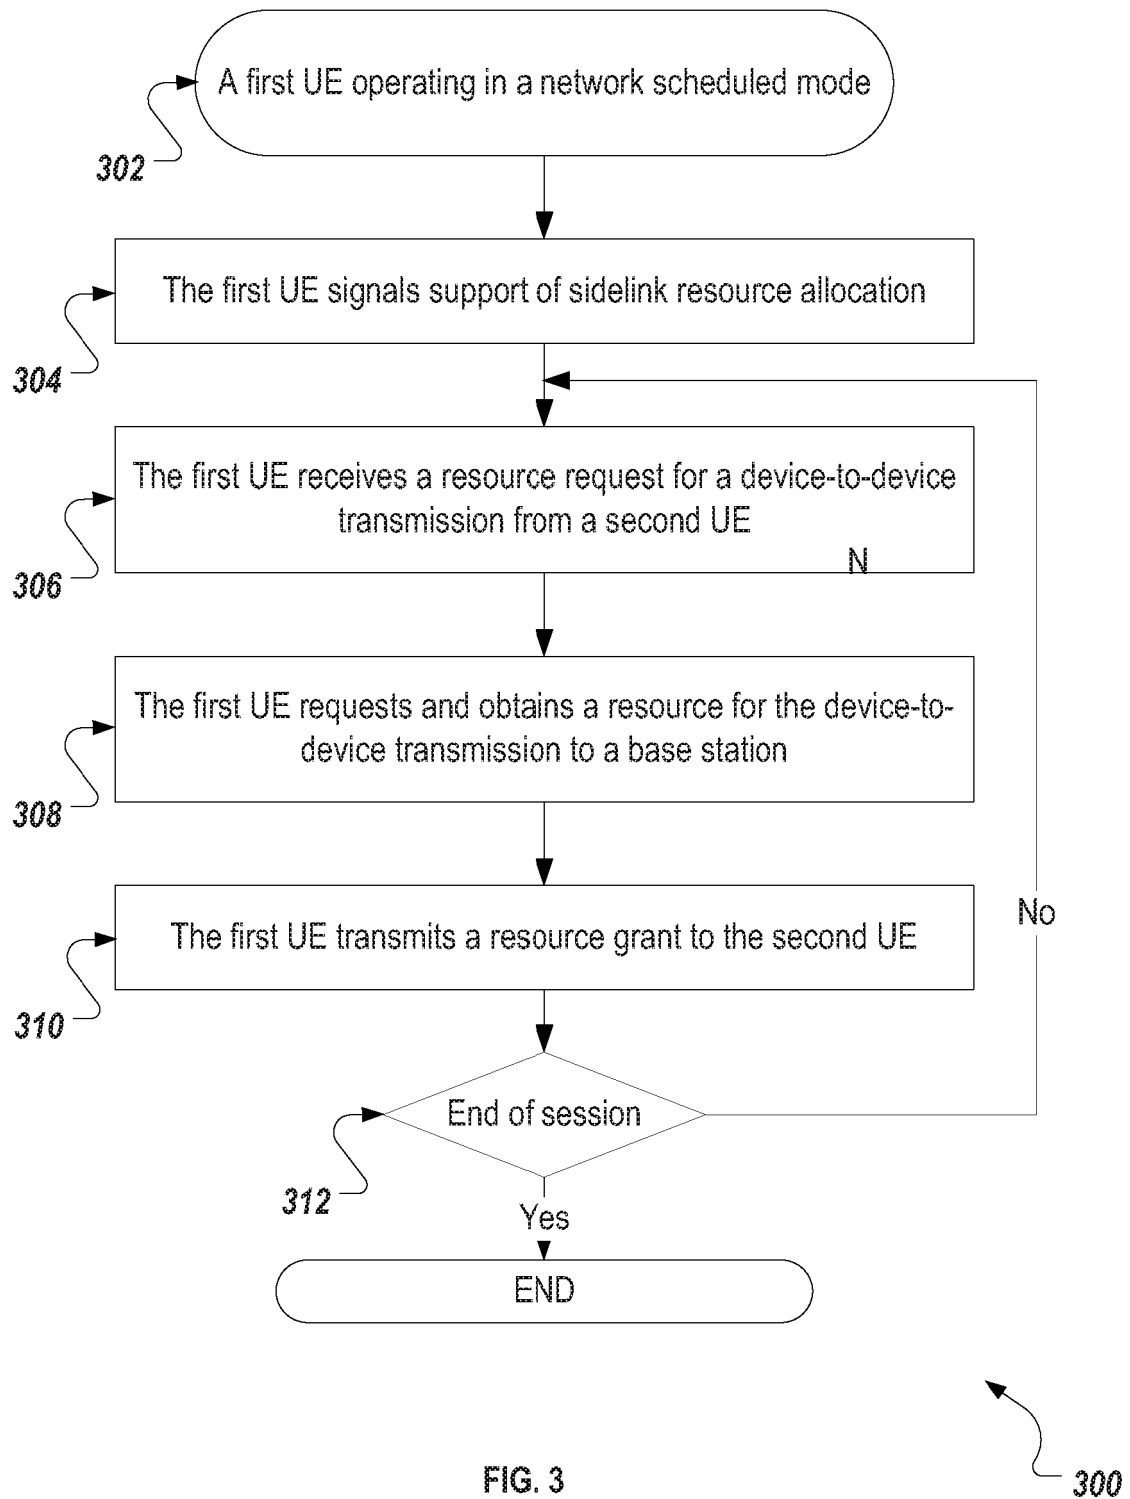 A first UE operating in a network scheduled mode
302
The first UE signals support of sidelink resource allocation
304
The first UE receives a resource request for a device-to-device
transmission from a second UE
N
306
The first UE requests and obtains a resource for the device-to-
device transmission to a base station
308
No
The first UE transmits a resource grant to the second UE
310
End of session
312
Yes
END
FIG. 3
300